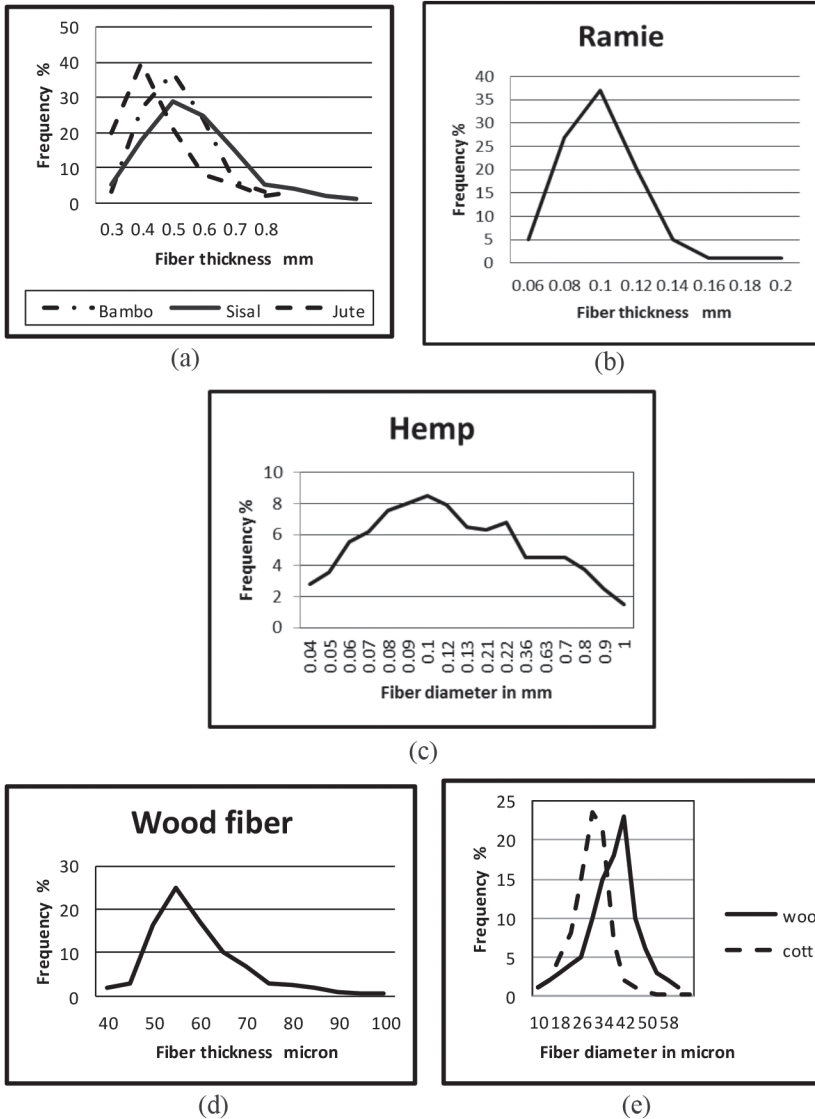 50
40
30
20
10
0
Frequency %
0.3 0.4 0.5 0.6 0.7 0.8
Fiber thickness mm
Bambo Sisal Jute
(a)
Ramie
40
35
30
25
20
15
10
5
0
Frequency %
0.06 0.08 0.1 0.12 0.14 0.16 0.18 0.2
Fiber thickness mm
(b)
Hemp
10
8
6
4
2
0
Frequency %
0.04 0.05 0.06 0.07 0.08 0.09 0.1 0.12 0.13 0.21 0.22 0.36 0.63 0.7 0.8 0.9 1
Fiber diameter in mm
(c)
Wood fiber
30
20
10
0
Frequency %
40 50 60 70 80 90 100
Fiber thickness micron
(d)
25
20
15
10
5
0
Frequency %
10 18 26 34 42 50 58
Fiber diameter in micron
woo
cott
(e)